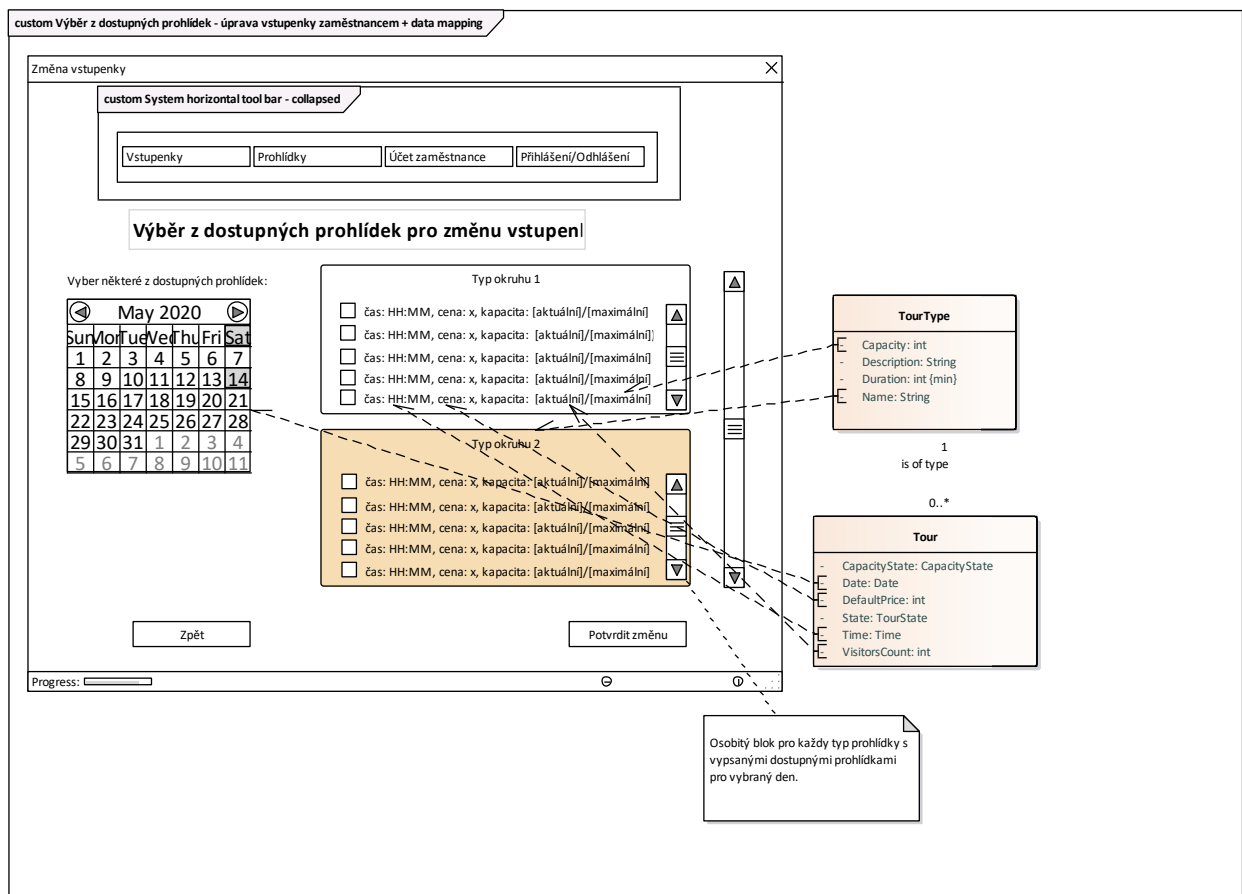 custom Výběr z dostupných prohlídek - úprava vstupenky zaměstnancem + data mapping
Změna vstupenky
custom System horizontal tool bar - collapsed
Vstupenky
Prohlídky
Účet zaměstnance
Přihlášení/Odhlášení
Výběr z dostupných prohlídek pro změnu vstupenl
Vyber některé z dostupných prohlídek:
May 2020
Sun Mon Tue Wed Thu Fri Sat
1 2 3 4 5 6 7
8 9 10 11 12 13 14
15 16 17 18 19 20 21
22 23 24 25 26 27 28
29 30 31 1 2 3 4
5 6 7 8 9 10 11
Typ okruhu 1
čas: HH:MM, cena: x, kapacita: [aktuální]/[maximální]
čas: HH:MM, cena: x, kapacita: [aktuální]/[maximální]
čas: HH:MM, cena: x, kapacita: [aktuální]/[maximální]
čas: HH:MM, cena: x, kapacita: [aktuální]/[maximální]
čas: HH:MM, cena: x, kapacita: [aktuální]/[maximální]
Typ okruhu 2
čas: HH:MM, cena: x, kapacita: [aktuální]/[maximální]
čas: HH:MM, cena: x, kapacita: [aktuální]/[maximální]
čas: HH:MM, cena: x, kapacita: [aktuální]/[maximální]
čas: HH:MM, cena: x, kapacita: [aktuální]/[maximální]
čas: HH:MM, cena: x, kapacita: [aktuální]/[maximální]
Zpět
Potvrdit změnu
Progress:
TourType
- Capacity: int
- Description: String
- Duration: int {min}
- Name: String
1
is of type
0..*
Tour
- CapacityState: CapacityState
- Date: Date
- DefaultPrice: int
- State: TourState
- Time: Time
- VisitorsCount: int
Osobitý blok pro každy typ prohlídky s
vypsanými dostupnými prohlídkami
pro vybraný den.